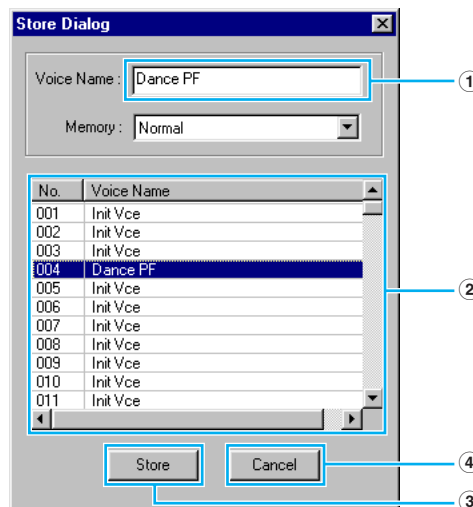 Store Dialog
Voice Name : Dance PF ①
Memory : Normal
No. Voice Name
001 Init Vce
002 Init Vce
003 Init Vce
004 Dance PF
005 Init Vce ②
006 Init Vce
007 Init Vce
008 Init Vce
009 Init Vce
010 Init Vce
011 Init Vce
Store Cancel ④
③